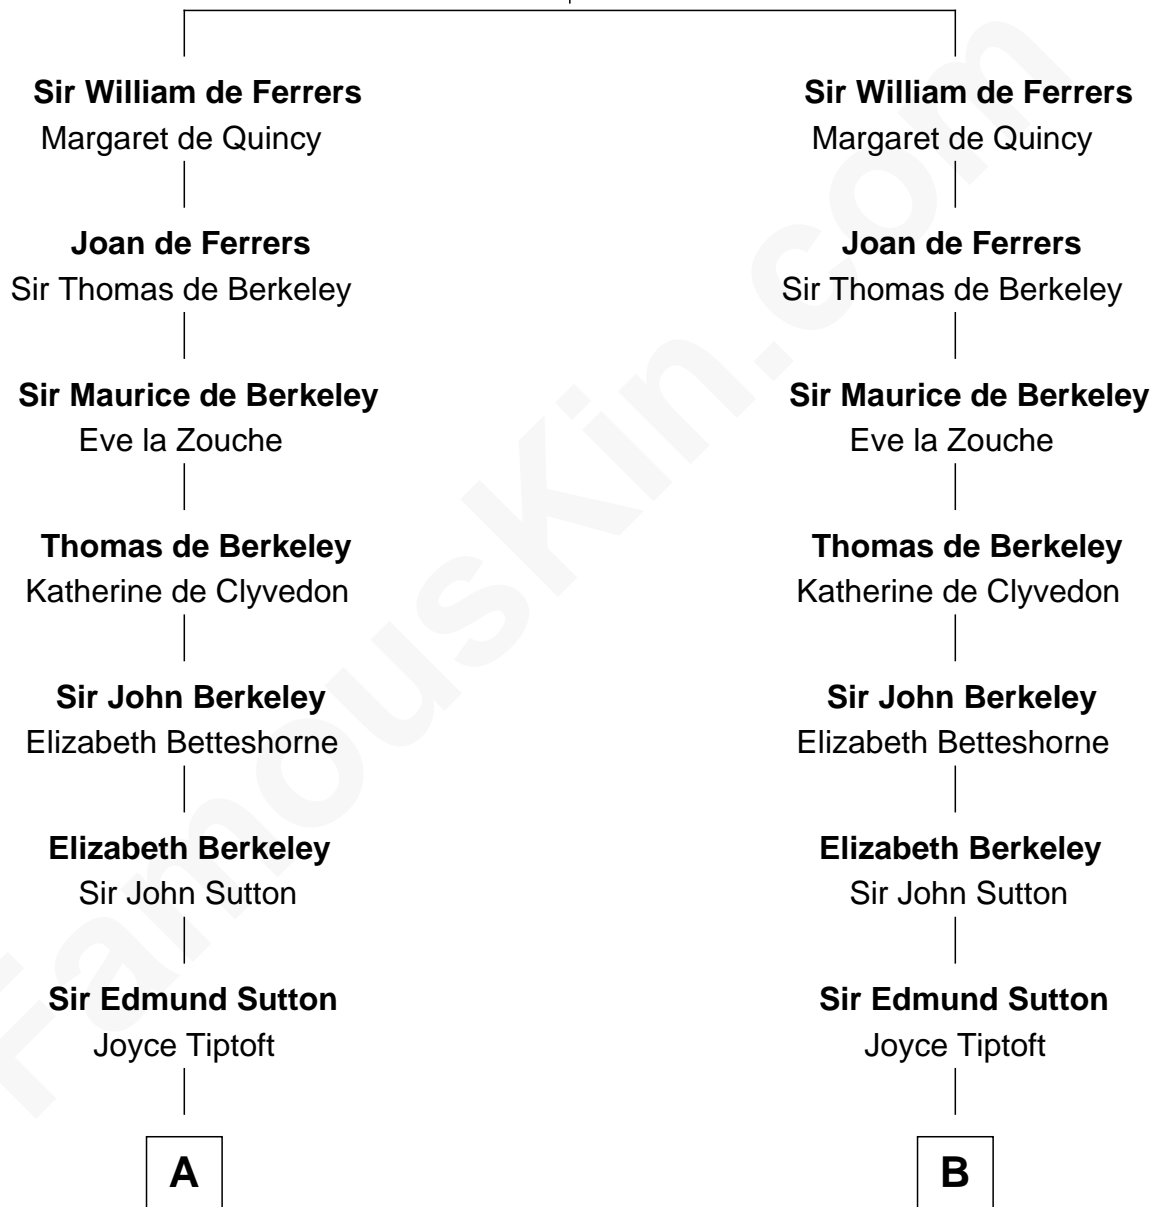 Sir William de Ferrers
Margaret de Quincy
Joan de Ferrers
Sir Thomas de Berkeley
Sir Maurice de Berkeley
Eve la Zouche
Thomas de Berkeley
Katherine de Clyvedon
Sir John Berkeley
Elizabeth Betteshorne
Elizabeth Berkeley
Sir John Sutton
Sir Edmund Sutton
Joyce Tiptoft
A
Sir William de Ferrers
Margaret de Quincy
Joan de Ferrers
Sir Thomas de Berkeley
Sir Maurice de Berkeley
Eve la Zouche
Thomas de Berkeley
Katherine de Clyvedon
Sir John Berkeley
Elizabeth Betteshorne
Elizabeth Berkeley
Sir John Sutton
Sir Edmund Sutton
Joyce Tiptoft
B
FamousKin.com